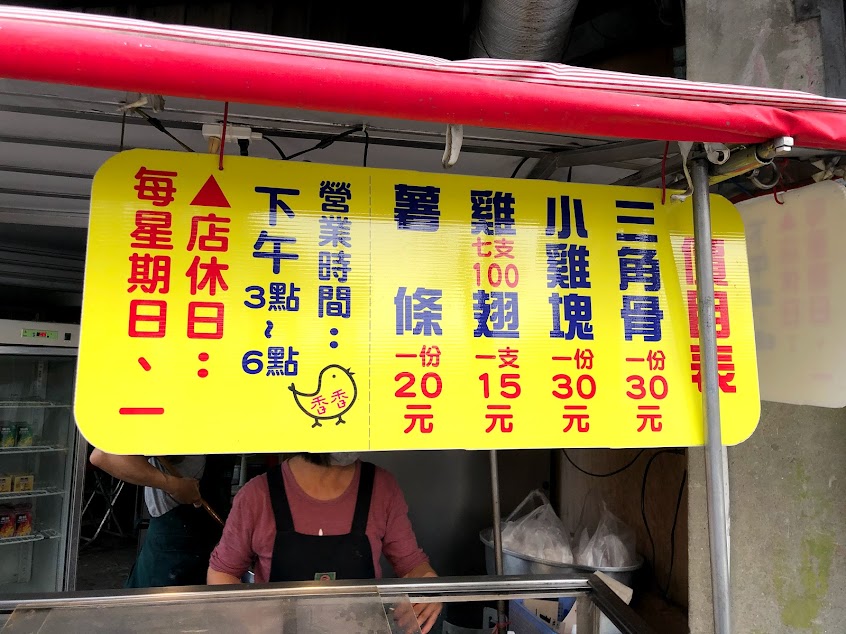 價目表
三角骨
一份
30
元
小雞塊
一份
30
元
雞翅
七支
100
一支
15
元
薯條
一份
20
元
營業時間:
下午3點~6點
▲店休日:
每星期日、一
香香